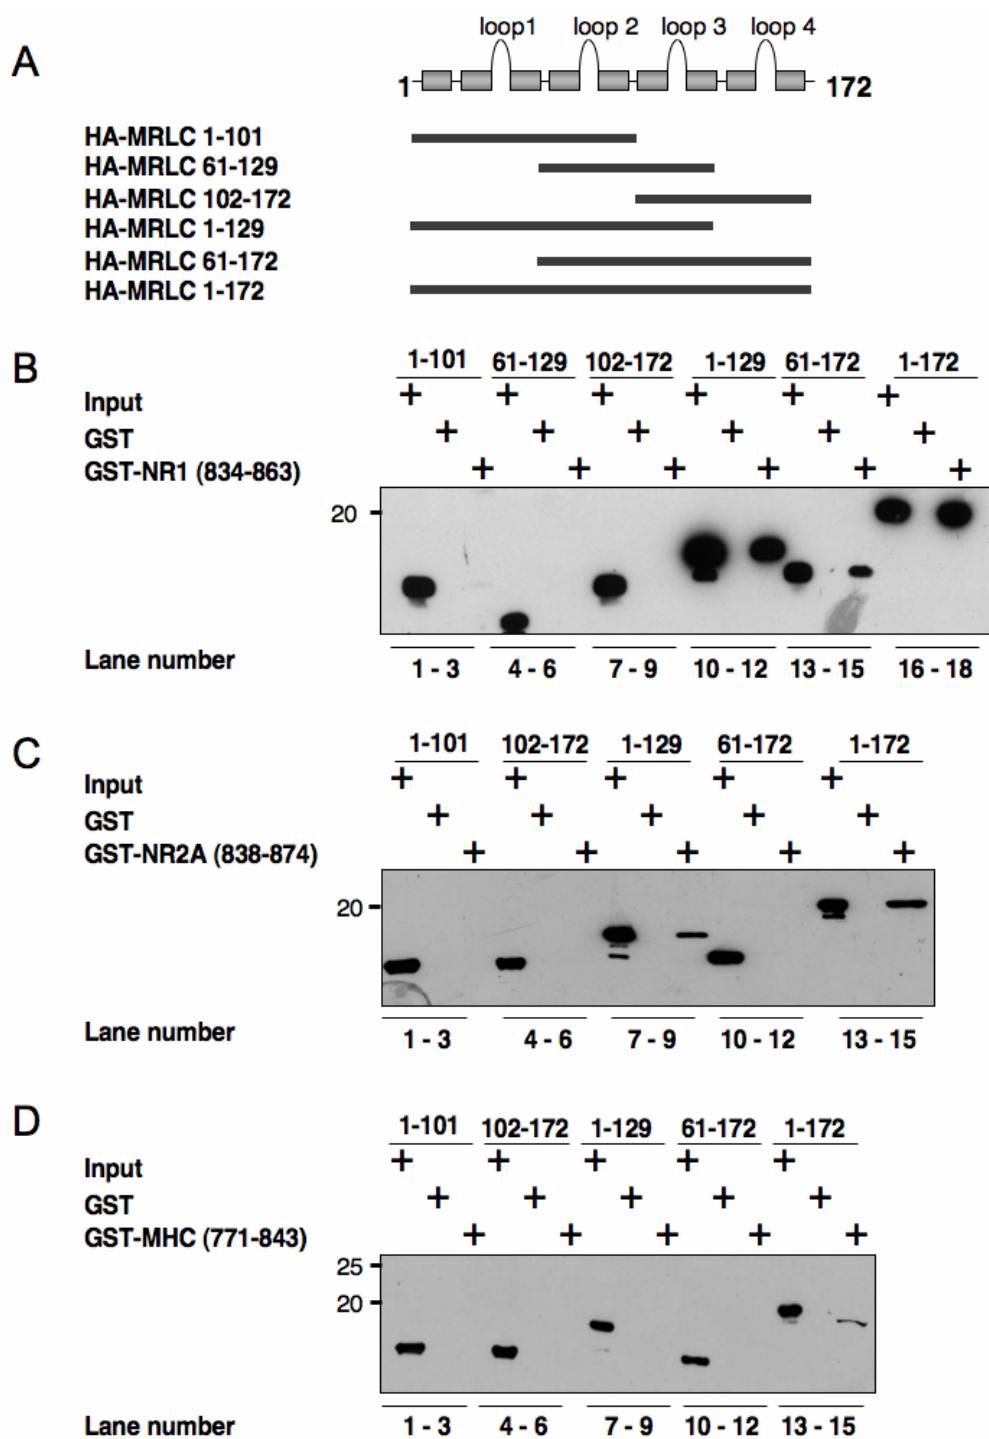 A
loop1 loop 2 loop 3 loop 4
1 172
HA-MRLC 1-101
HA-MRLC 61-129
HA-MRLC 102-172
HA-MRLC 1-129
HA-MRLC 61-172
HA-MRLC 1-172
B
1-101 61-129 102-172 1-129 61-172 1-172
Input + + + + + +
GST + + + + + +
GST-NR1 (834-863) + + + + + +
20
Lane number 1 - 3 4 - 6 7 - 9 10 - 12 13 - 15 16 - 18
C
1-101 102-172 1-129 61-172 1-172
Input + + + + +
GST + + + + +
GST-NR2A (838-874) + + + + +
20
Lane number 1 - 3 4 - 6 7 - 9 10 - 12 13 - 15
D
1-101 102-172 1-129 61-172 1-172
Input + + + + +
GST + + + + +
GST-MHC (771-843) + + + + +
25
20
Lane number 1 - 3 4 - 6 7 - 9 10 - 12 13 - 15